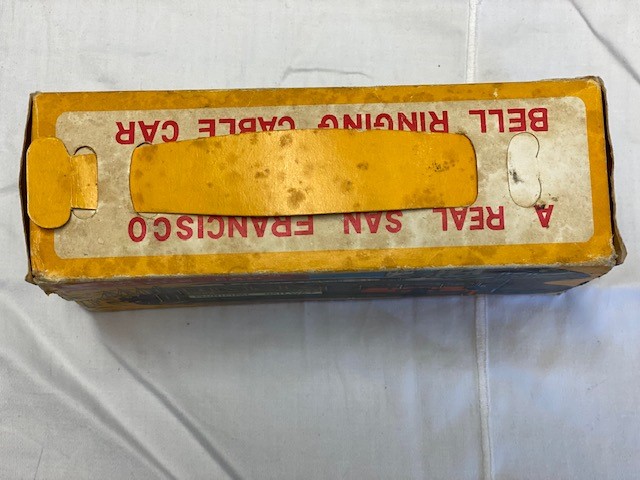 A REAL SAN FRANCISCO
BELL RINGING CABLE CAR